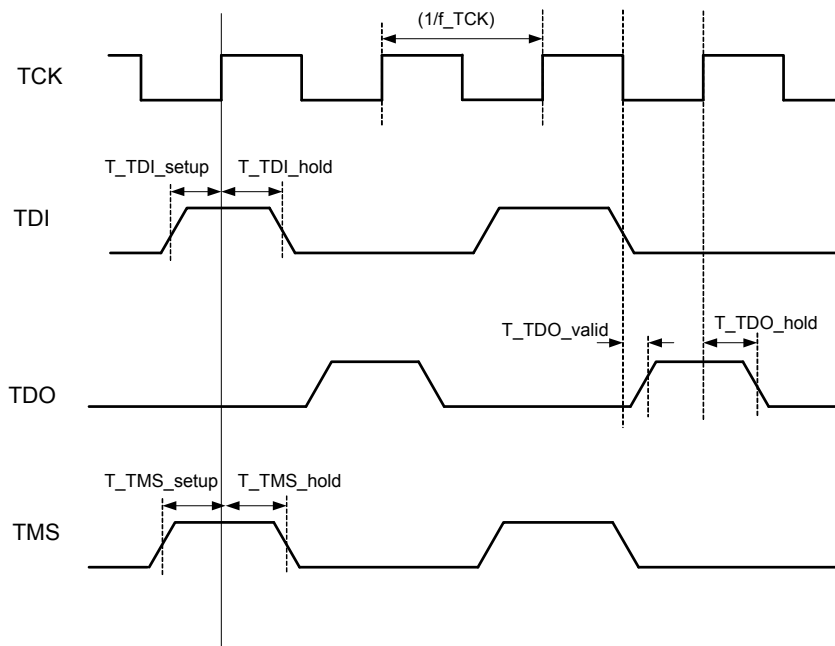 (1/f_TCK)
TCK
T_TDI_setup T_TDI_hold
TDI
T_TDO_valid T_TDO_hold
TDO
T_TMS_setup T_TMS_hold
TMS